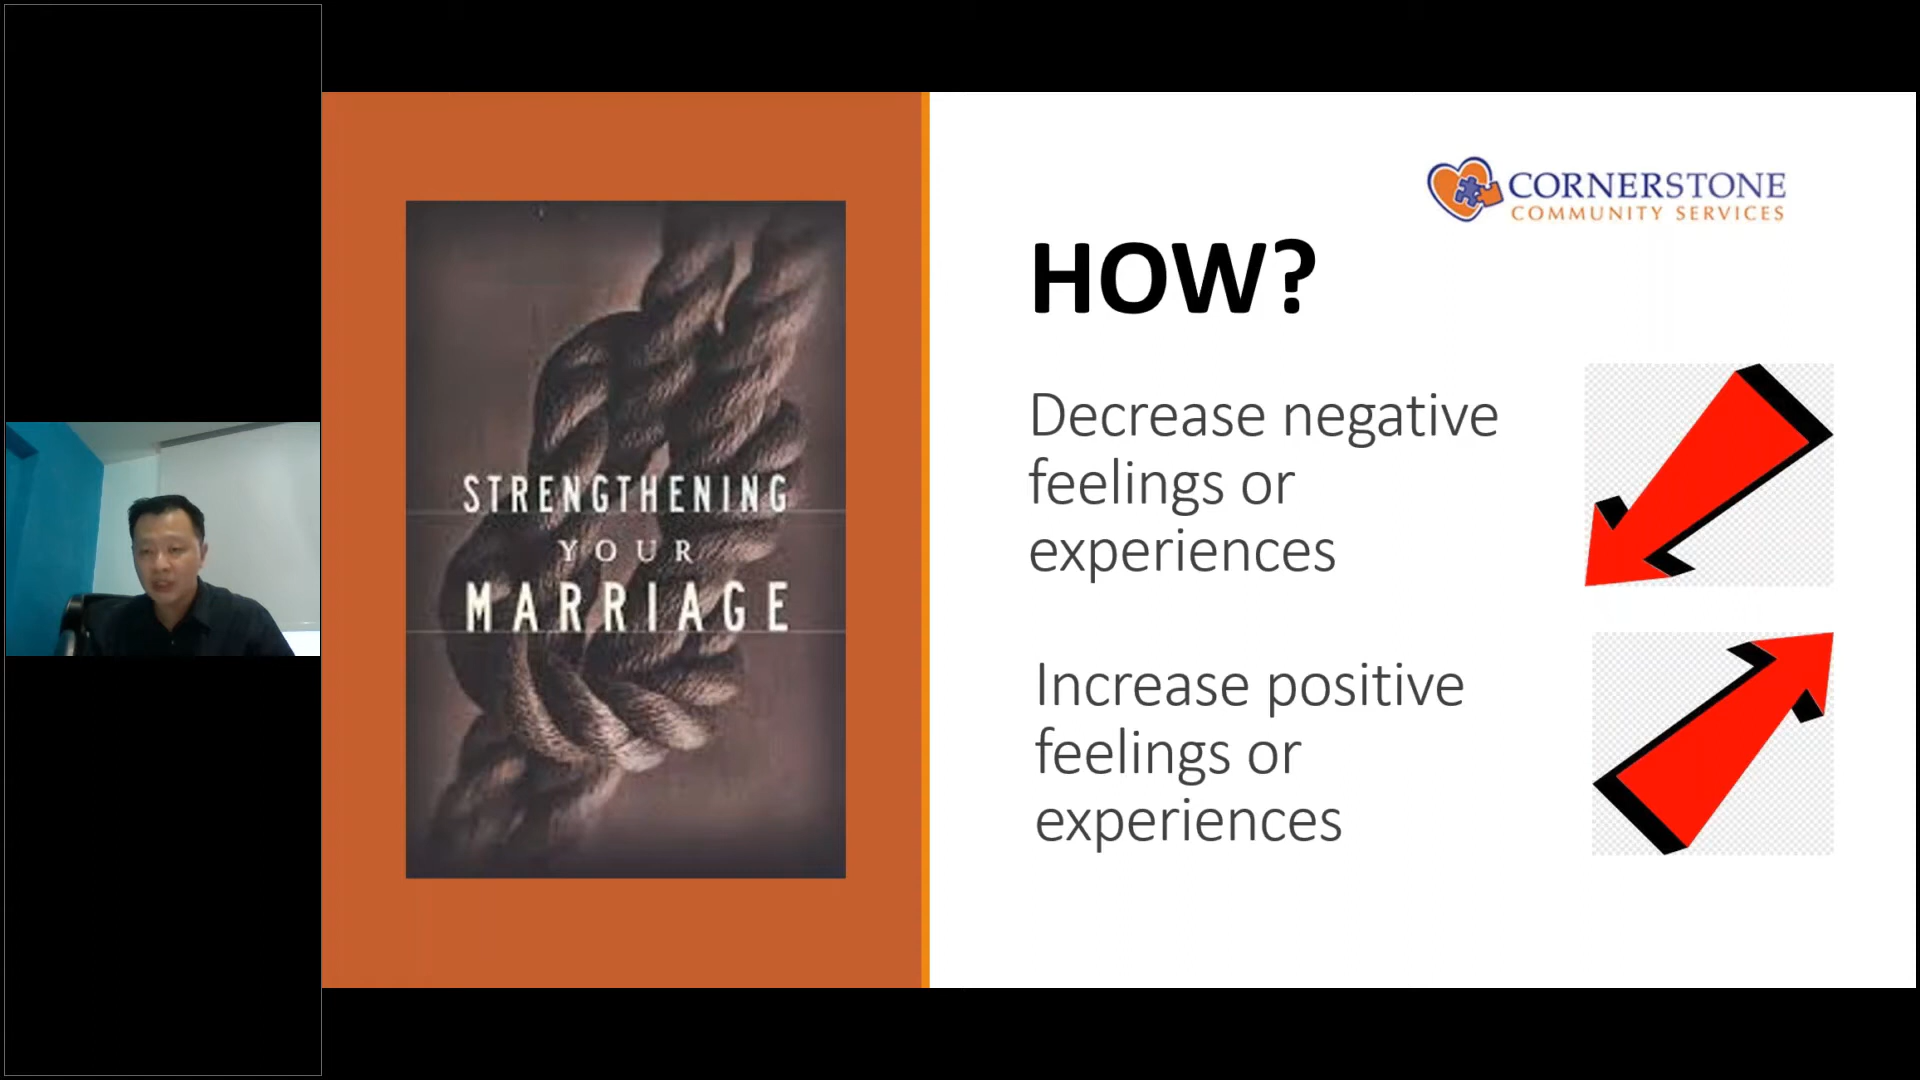 CORNERSTONE
COMMUNITY SERVICES
HOW?
STRENGTHENING
YOUR
MARRIAGE
Decrease negative
feelings or
experiences
Increase positive
feelings or
experiences